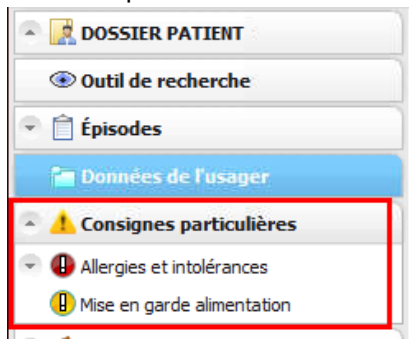 DOSSIER PATIENT
Outil de recherche
Épisodes
Données de l'usager
Consignes particulières
Allergies et intolérances
Mise en garde alimentation